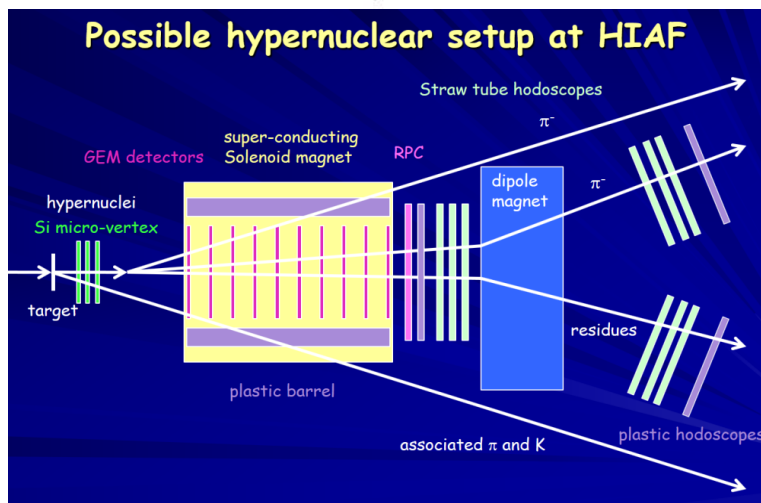 Possible hypernuclear setup at HIAF
Straw tube hodoscopes
π-
super-conducting
Solenoid magnet
GEM detectors
RPC
dipole
magnet
π-
hypernuclei
Si micro-vertex
target
residues
plastic barrel
plastic hodoscopes
associated π and K